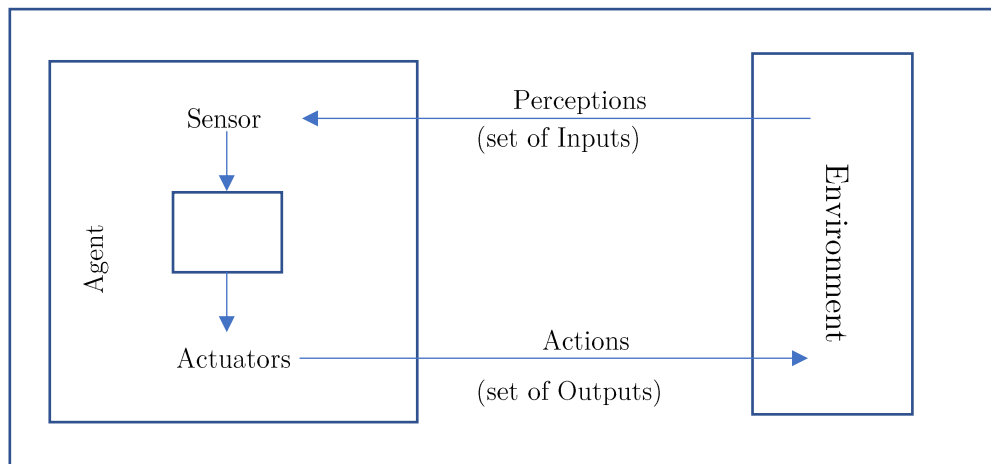 Perceptions
(set of Inputs)
Sensor
Agent
Environment
Actuators
Actions
(set of Outputs)